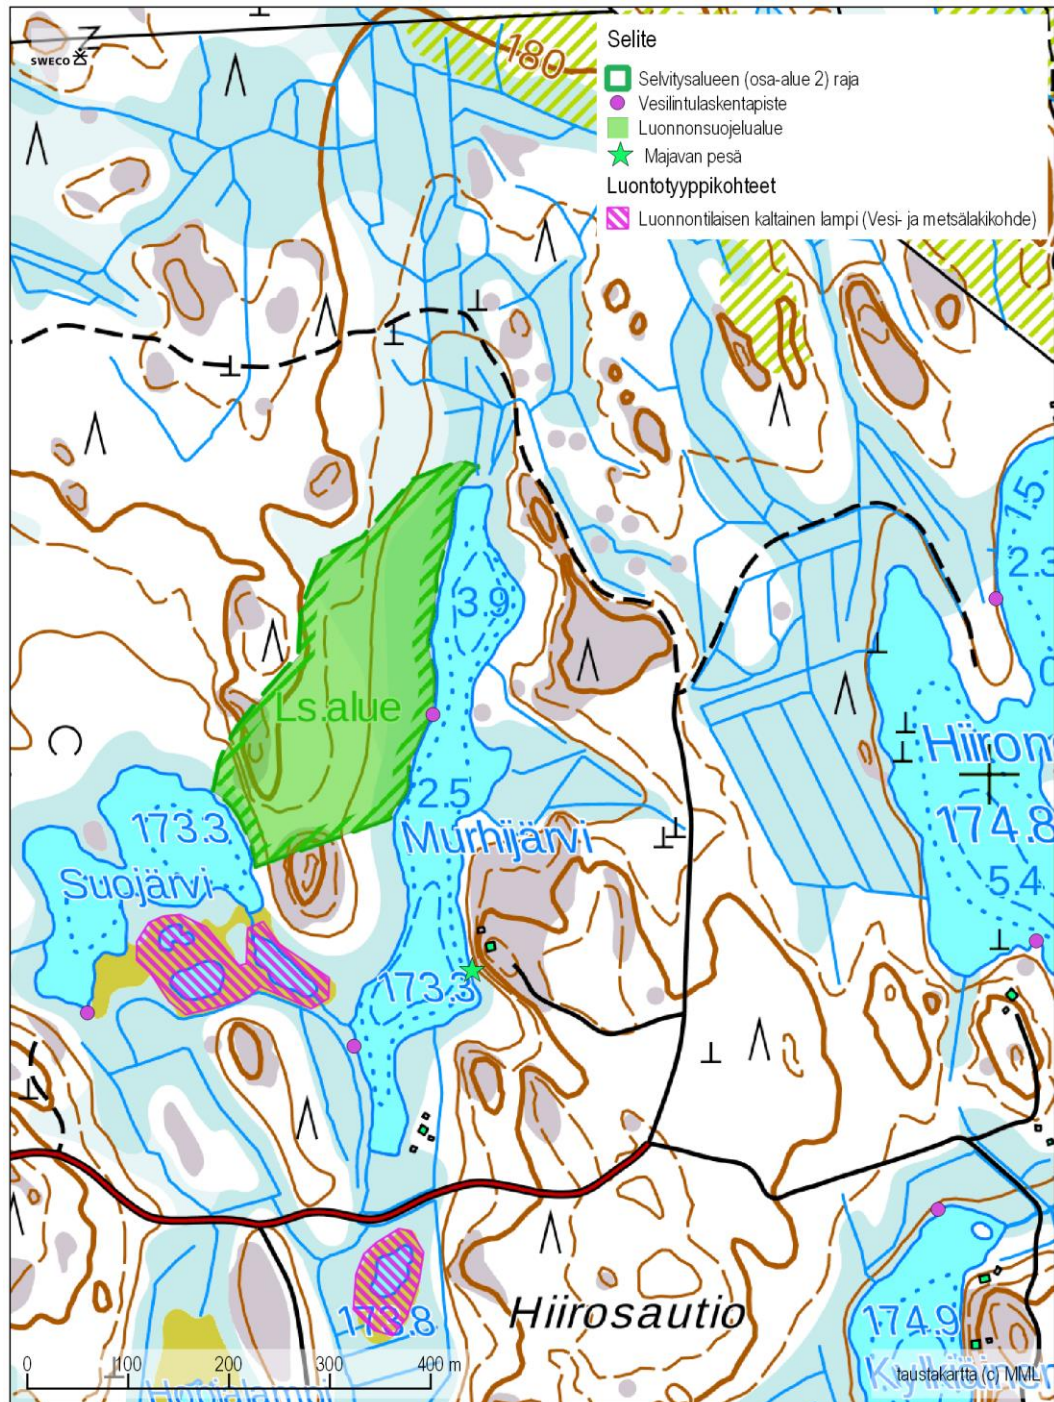 SWECO
N
180
Selite
Selvitysalueen (osa-alue 2) raja
Vesilintulaskentapiste
Luonnonsuojelualue
Majavan pesä
Luontotyyppikohteet
Luonnontilaisen kaltainen lampi (Vesi- ja metsälakikohde)
1.5
2.3
3.9
0
Ls.alue
Hiiron
2.5
173.3
Murhijärvi
174.8
Suojärvi
5.4
173.3
Hiirosautio
173.8
174.9
0 100 200 300 400 m
taustakartta (c) MML